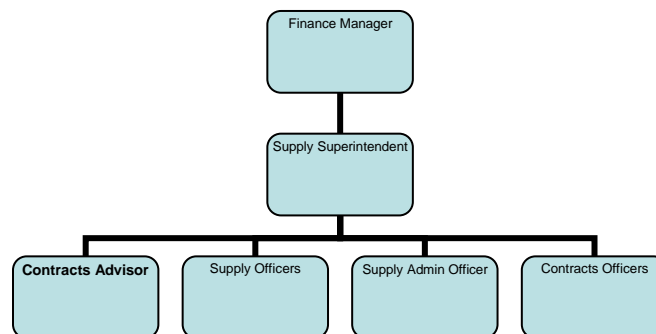 Finance Manager
Supply Superintendent
Contracts Advisor
Supply Officers
Supply Admin Officer
Contracts Officers